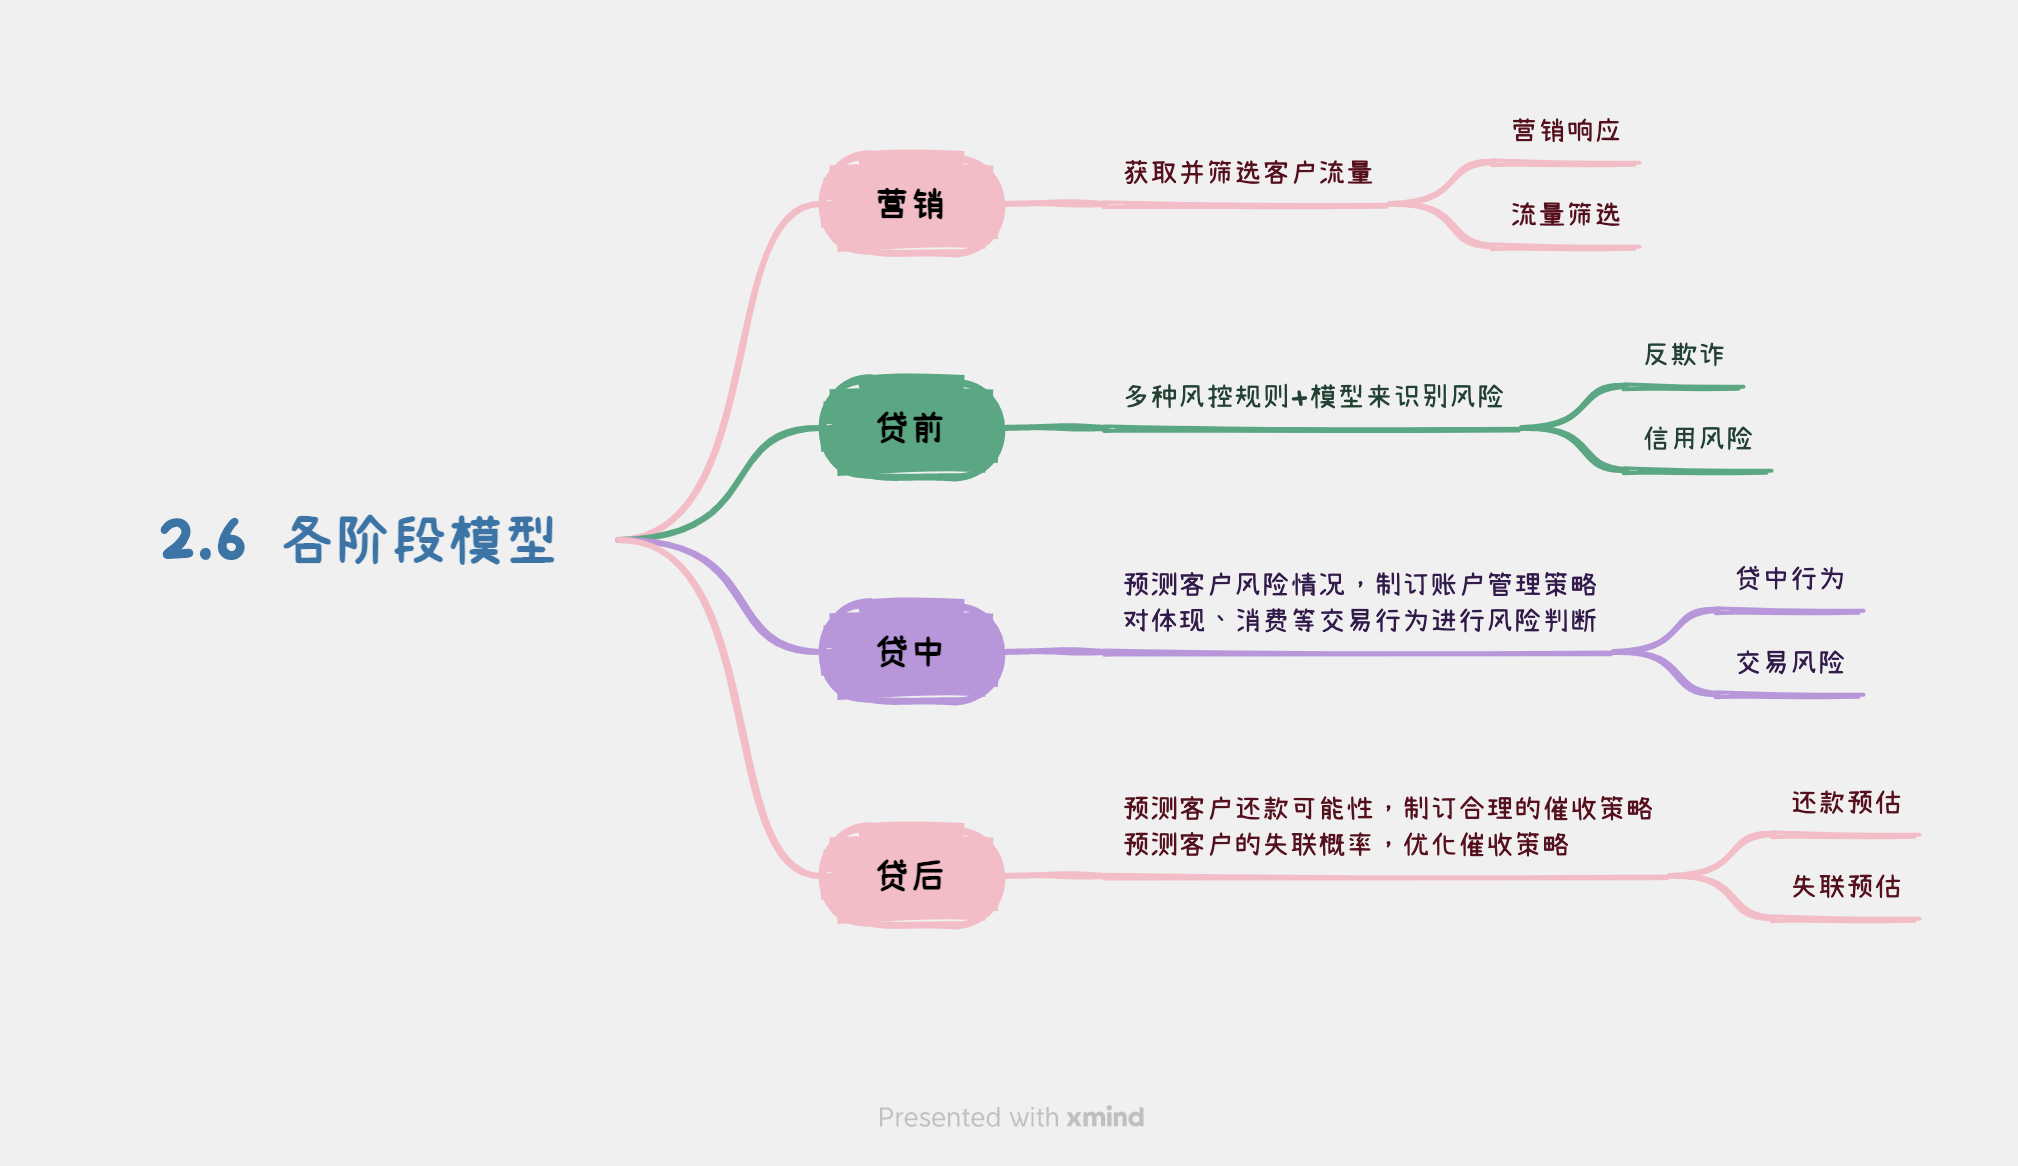 2.6 各阶段模型
营销
获取并筛选客户流量
营销响应
流量筛选
贷前
多种风控规则+模型来识别风险
反欺诈
信用风险
贷中
预测客户风险情况，制订账户管理策略
对体现、消费等交易行为进行风险判断
贷中行为
交易风险
贷后
预测客户还款可能性，制订合理的催收策略
预测客户的失联概率，优化催收策略
还款预估
失联预估
Presented with xmind